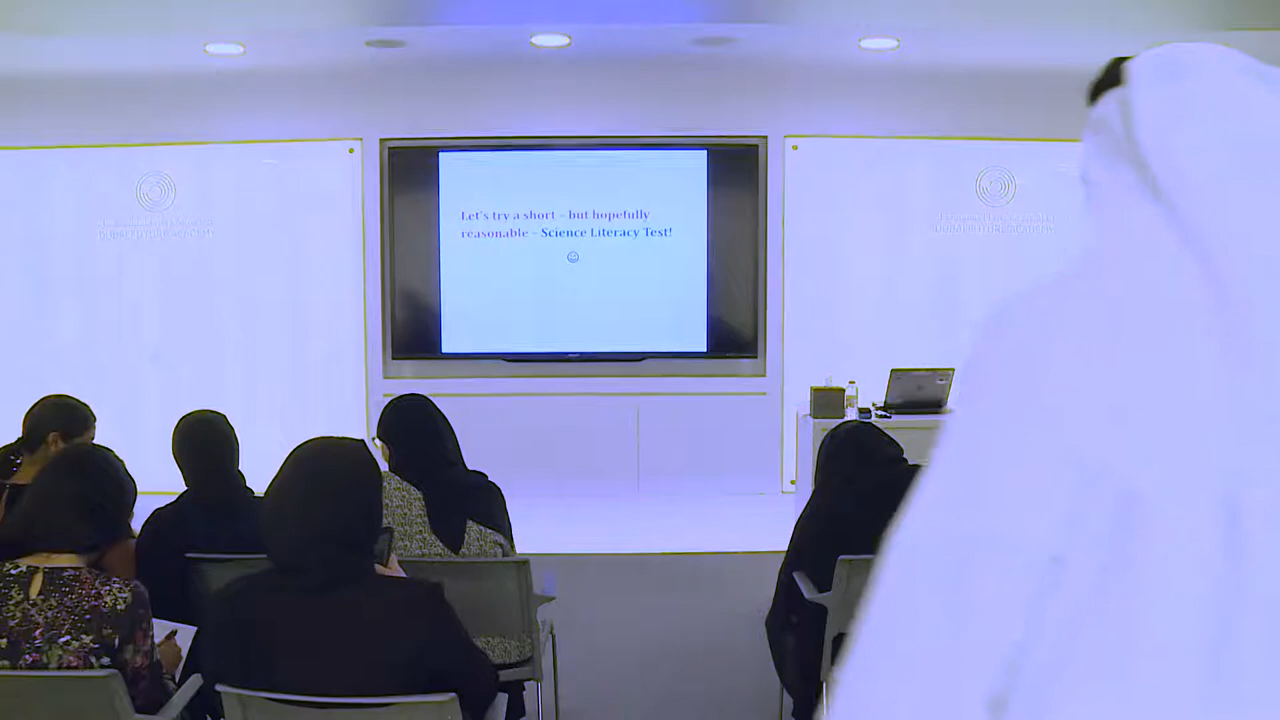 Let's try a short – but hopefully
reasonable – Science Literacy Test!
☺
DUBAI FUTURE ACADEMY
DUBAI FUTURE ACADEMY